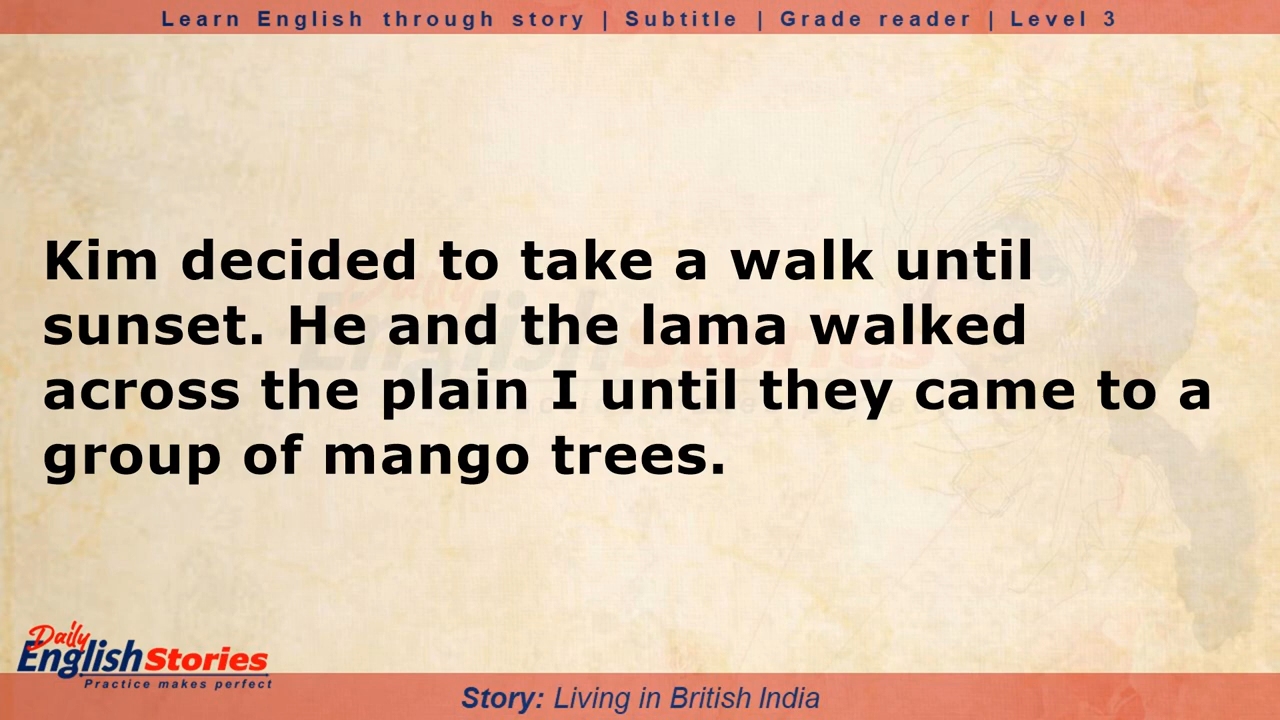 Learn English through story | Subtitle | Grade reader | Level 3
Kim decided to take a walk until
sunset. He and the lama walked
across the plain I until they came to a
group of mango trees.
Daily
English Stories
Practice makes perfect
Story: Living in British India